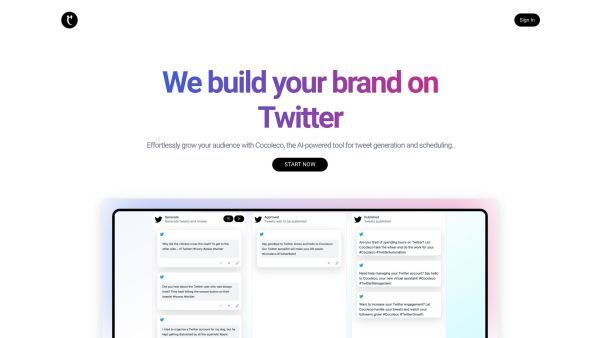 Sign In
We build your brand on
Twitter
Effortlessly grow your audience with Cocoleco, the AI-powered tool for tweet generation and scheduling.
START NOW
Generate
Generate tweets and review
Approved
Tweets wait to be published
Published
Tweets published
Why did the chicken cross the road? To get to the
other side... of Twitter! #funny #jokes #twitter
Say goodbye to Twitter stress and hello to Cocoleco!
Our Twitter autopilot will make your life easier.
#Cocoleco #TwitterRelief
Are you tired of spending hours on Twitter? Let
Cocoleco take the wheel and do the work for you!
#Cocoleco #TwitterAutomation
Did you hear about the Twitter user who was always
tired? They kept hitting the snooze button on their
tweets! #humor #twitter
Need help managing your Twitter account? Say hello
to Cocoleco, your new virtual assistant! #Cocoleco
#TwitterManagement
Want to increase your Twitter engagement? Let
Cocoleco handle your tweets and watch your
followers grow! #Cocoleco #TwitterGrowth
I tried to organize a Twitter account for my dog, but he
kept getting distracted by all the squirrels! #pets